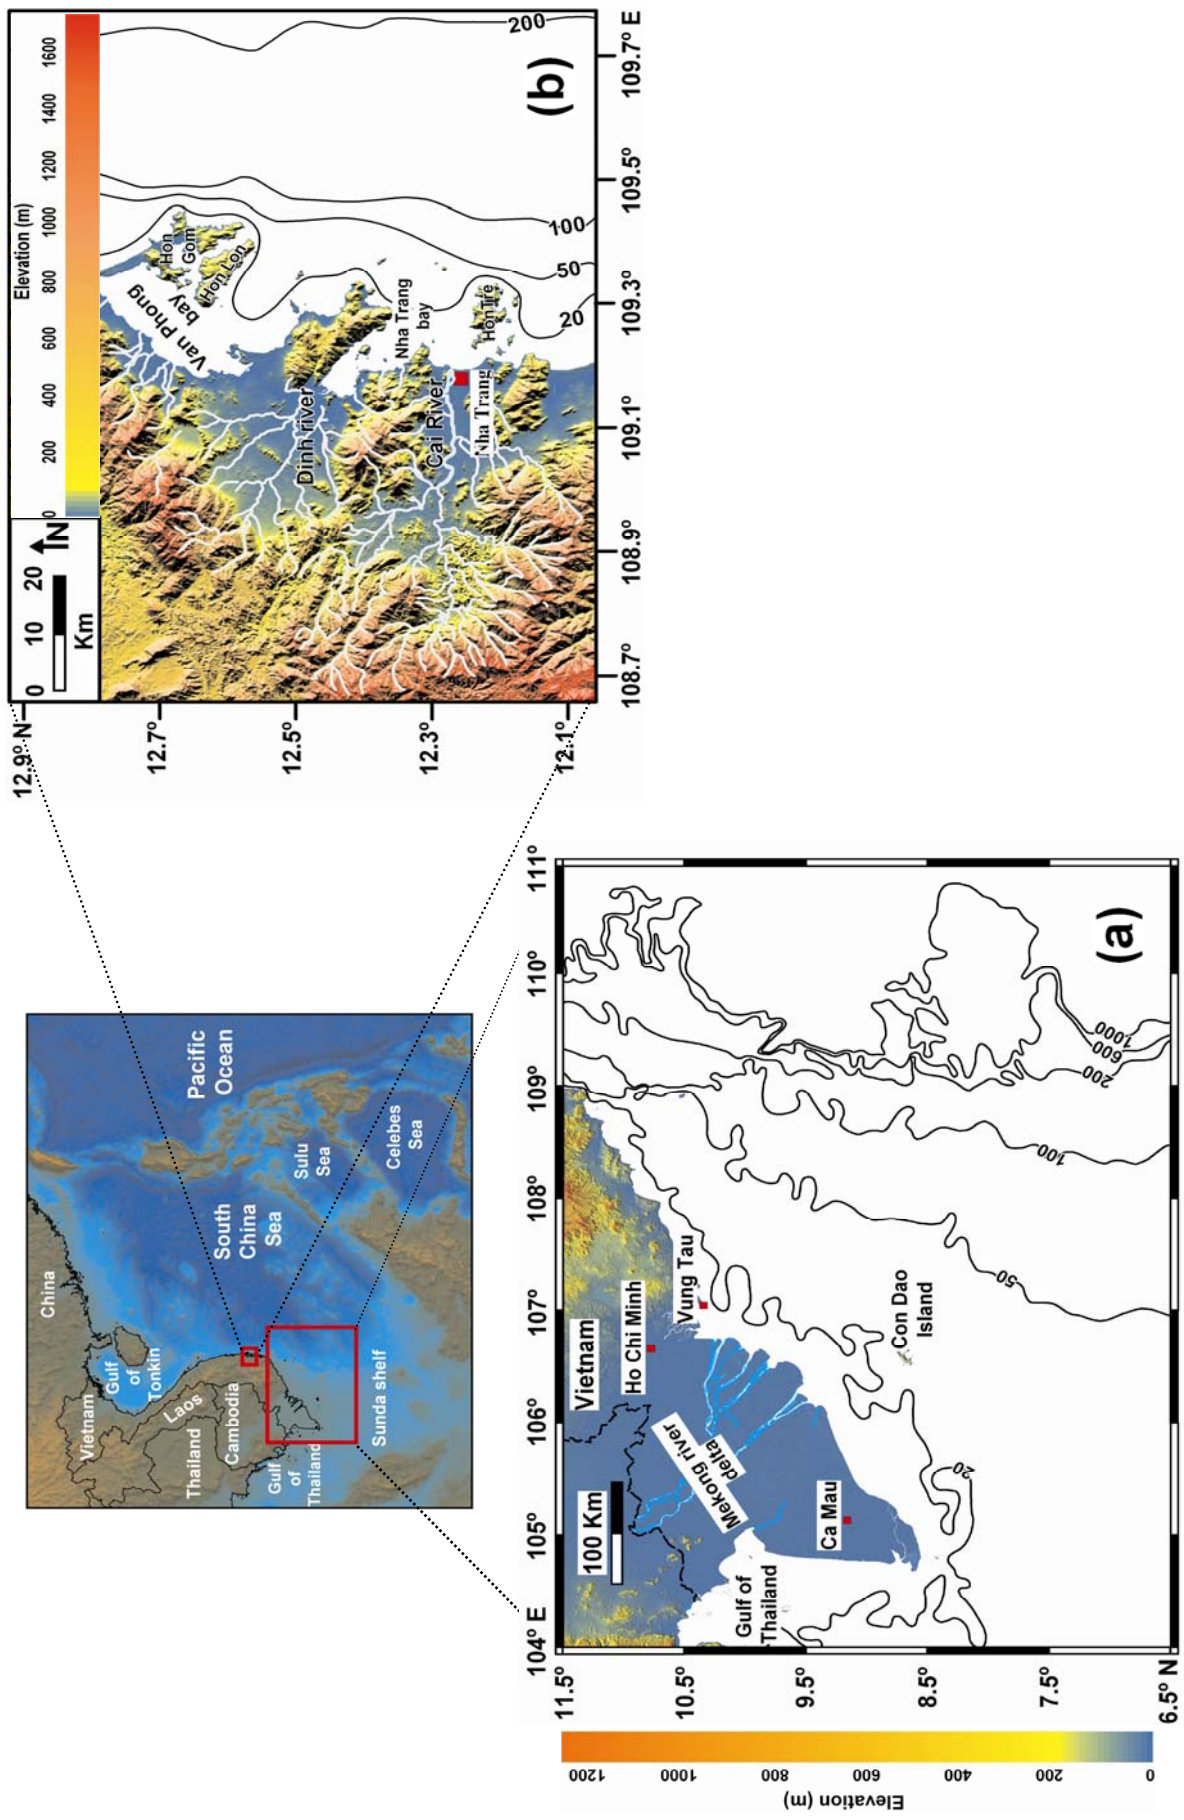 China
Vietnam
Gulf
of
Tonkin
Laos
Thailand
Cambodia
Gulf
of
Thailand
Sunda shelf
South
China
Sea
Sulu
Sea
Celebes
Sea
Pacific
Ocean
0 10 20
Km
N
Elevation (m)
0 200 400 600 800 1000 1200 1400 1600
12.9° N
12.7°
12.5°
12.3°
12.1°
108.7° 108.9° 109.1° 109.3° 109.5° 109.7° E
Van Phong
bay
Hon
Gom
Hon Lon
Dinh river
Nha Trang
bay
Cai River
Nha Trang
Hon Tre
20
50
100
200
(b)
104° E 105° 106° 107° 108° 109° 110° 111°
11.5°
10.5°
9.5°
8.5°
7.5°
6.5° N
100 Km
Vietnam
Ho Chi Minh
Vung Tau
Mekong river
delta
Gulf of
Thailand
Ca Mau
Con Dao
Island
20
50
100
200
600
1000
(a)
Elevation (m)
0 200 400 600 800 1000 1200